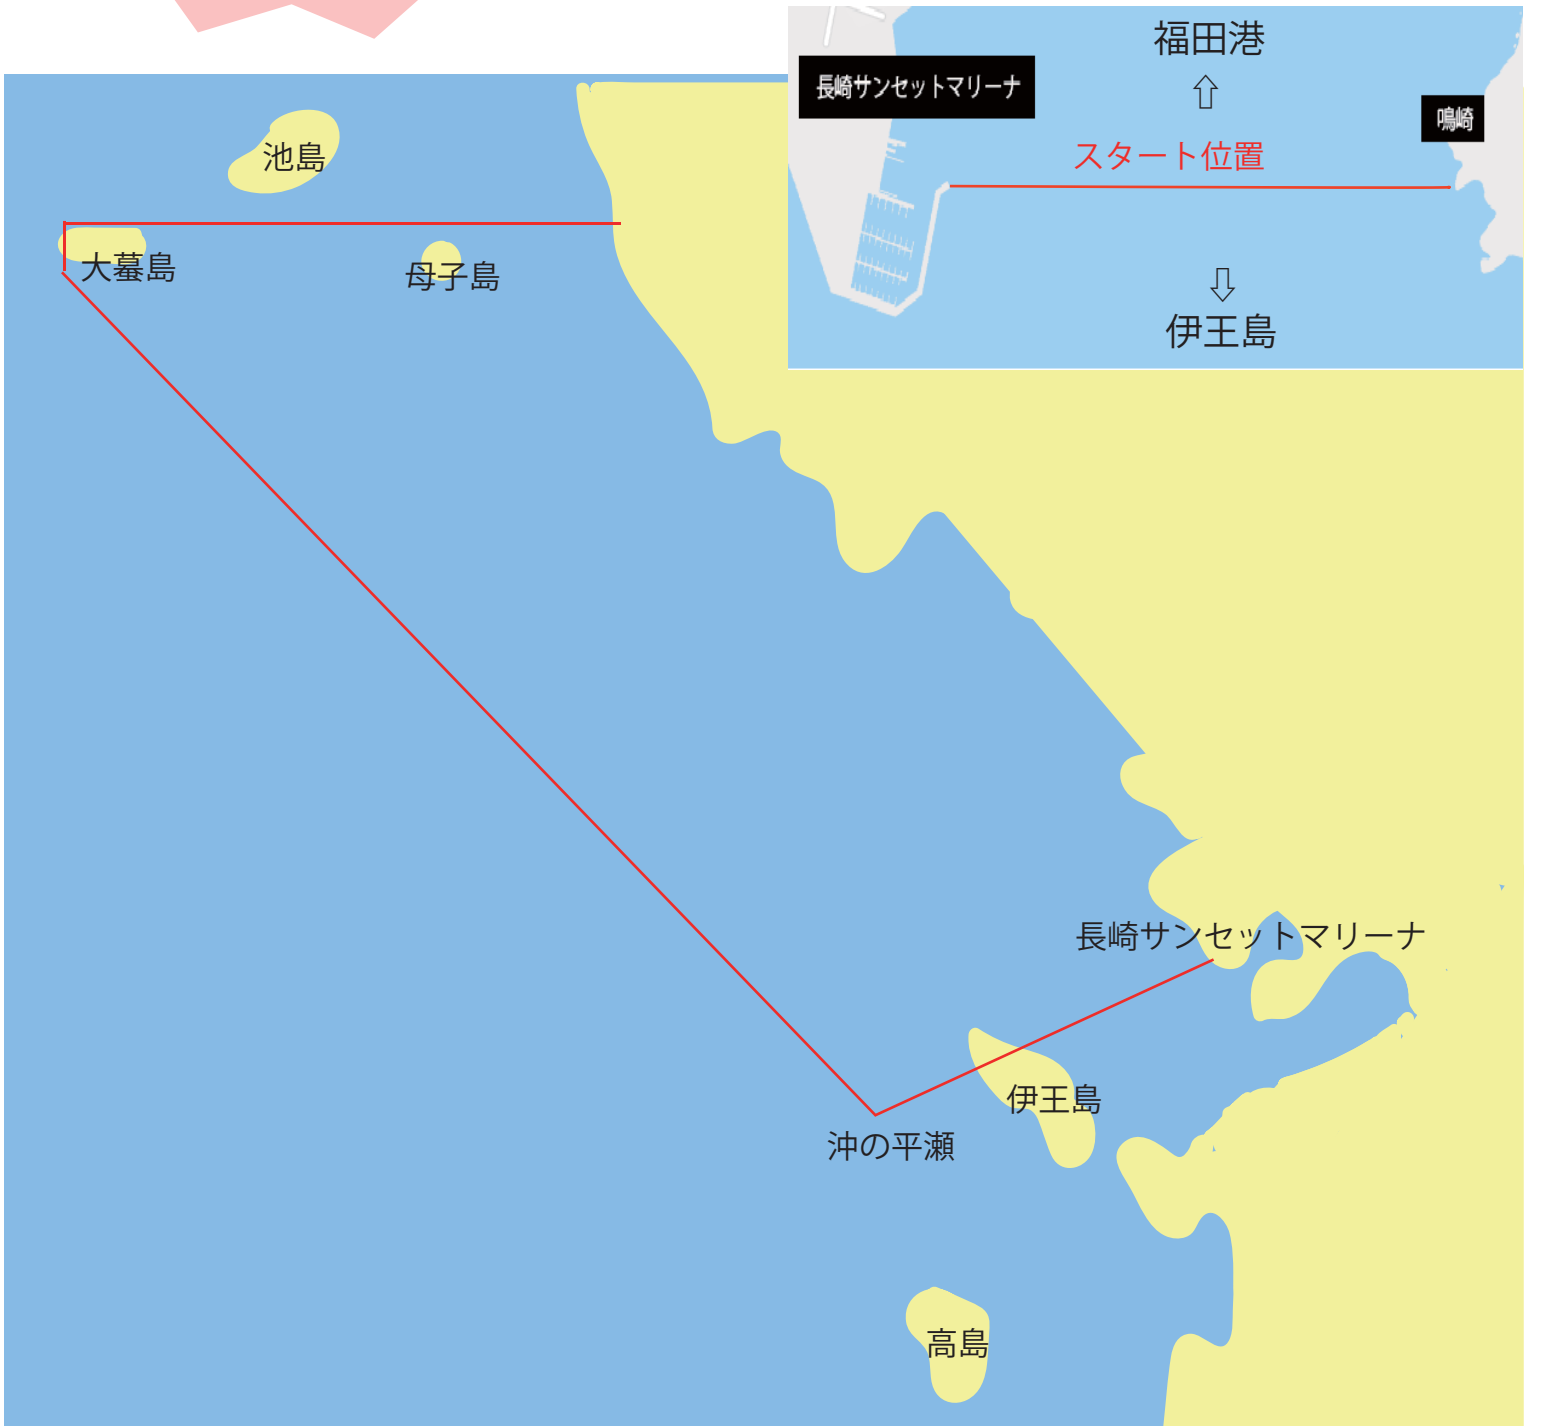 福田港
長崎サンセットマリーナ
鳴崎
スタート位置
伊王島
池島
大蟇島
母子島
長崎サンセットマリーナ
伊王島
沖の平瀬
高島